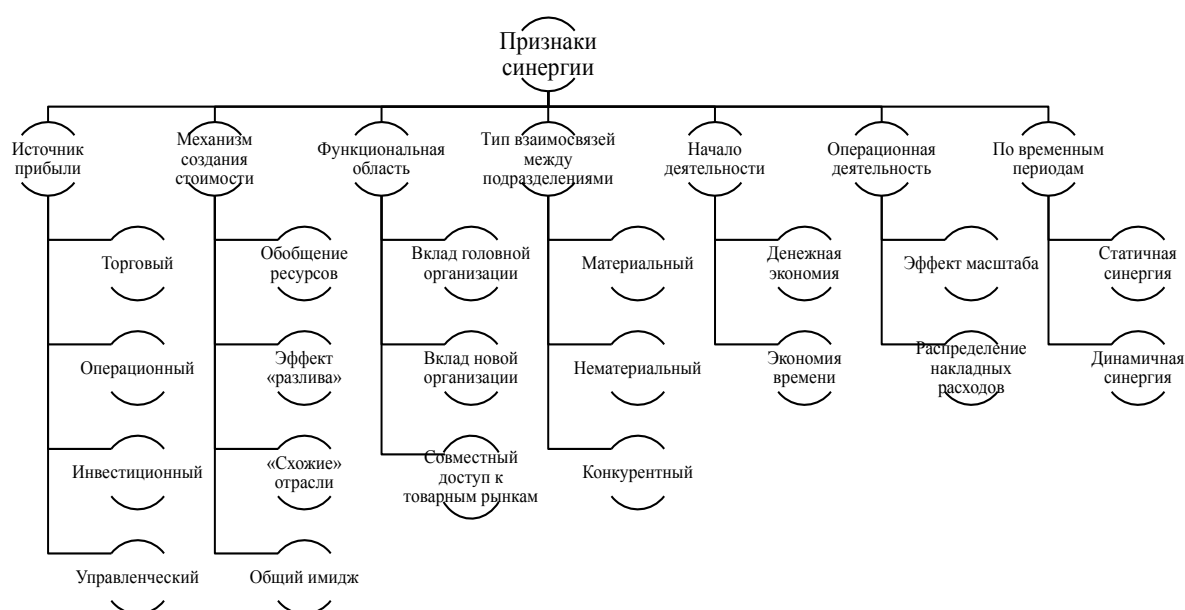 Признаки
синергии
Источник
прибыли
Механизм
создания
стоимости
Функциональная
область
Тип взаимосвязей
между
подразделениями
Начало
деятельности
Операционная
деятельность
По временным
периодам
Торговый
Операционный
Инвестиционный
Управленческий
Обобщение
ресурсов
Эффект
«разлива»
«Схожие»
отрасли
Общий имидж
Вклад головной
организации
Вклад новой
организации
Совместный
доступ к
товарным рынкам
Материальный
Нематериальный
Конкурентный
Денежная
экономия
Экономия
времени
Эффект масштаба
Распределение
накладных
расходов
Статичная
синергия
Динамичная
синергия